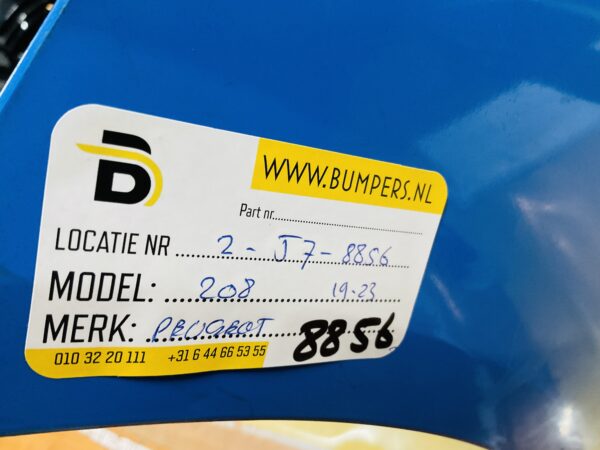 B
WWW.BUMPERS.NL
Part nr.
LOCATIE NR 2 - J7 - 8856
MODEL: 208 19-23
MERK: PEUGEOT 8856
010 32 20 111 +31 6 44 66 53 55